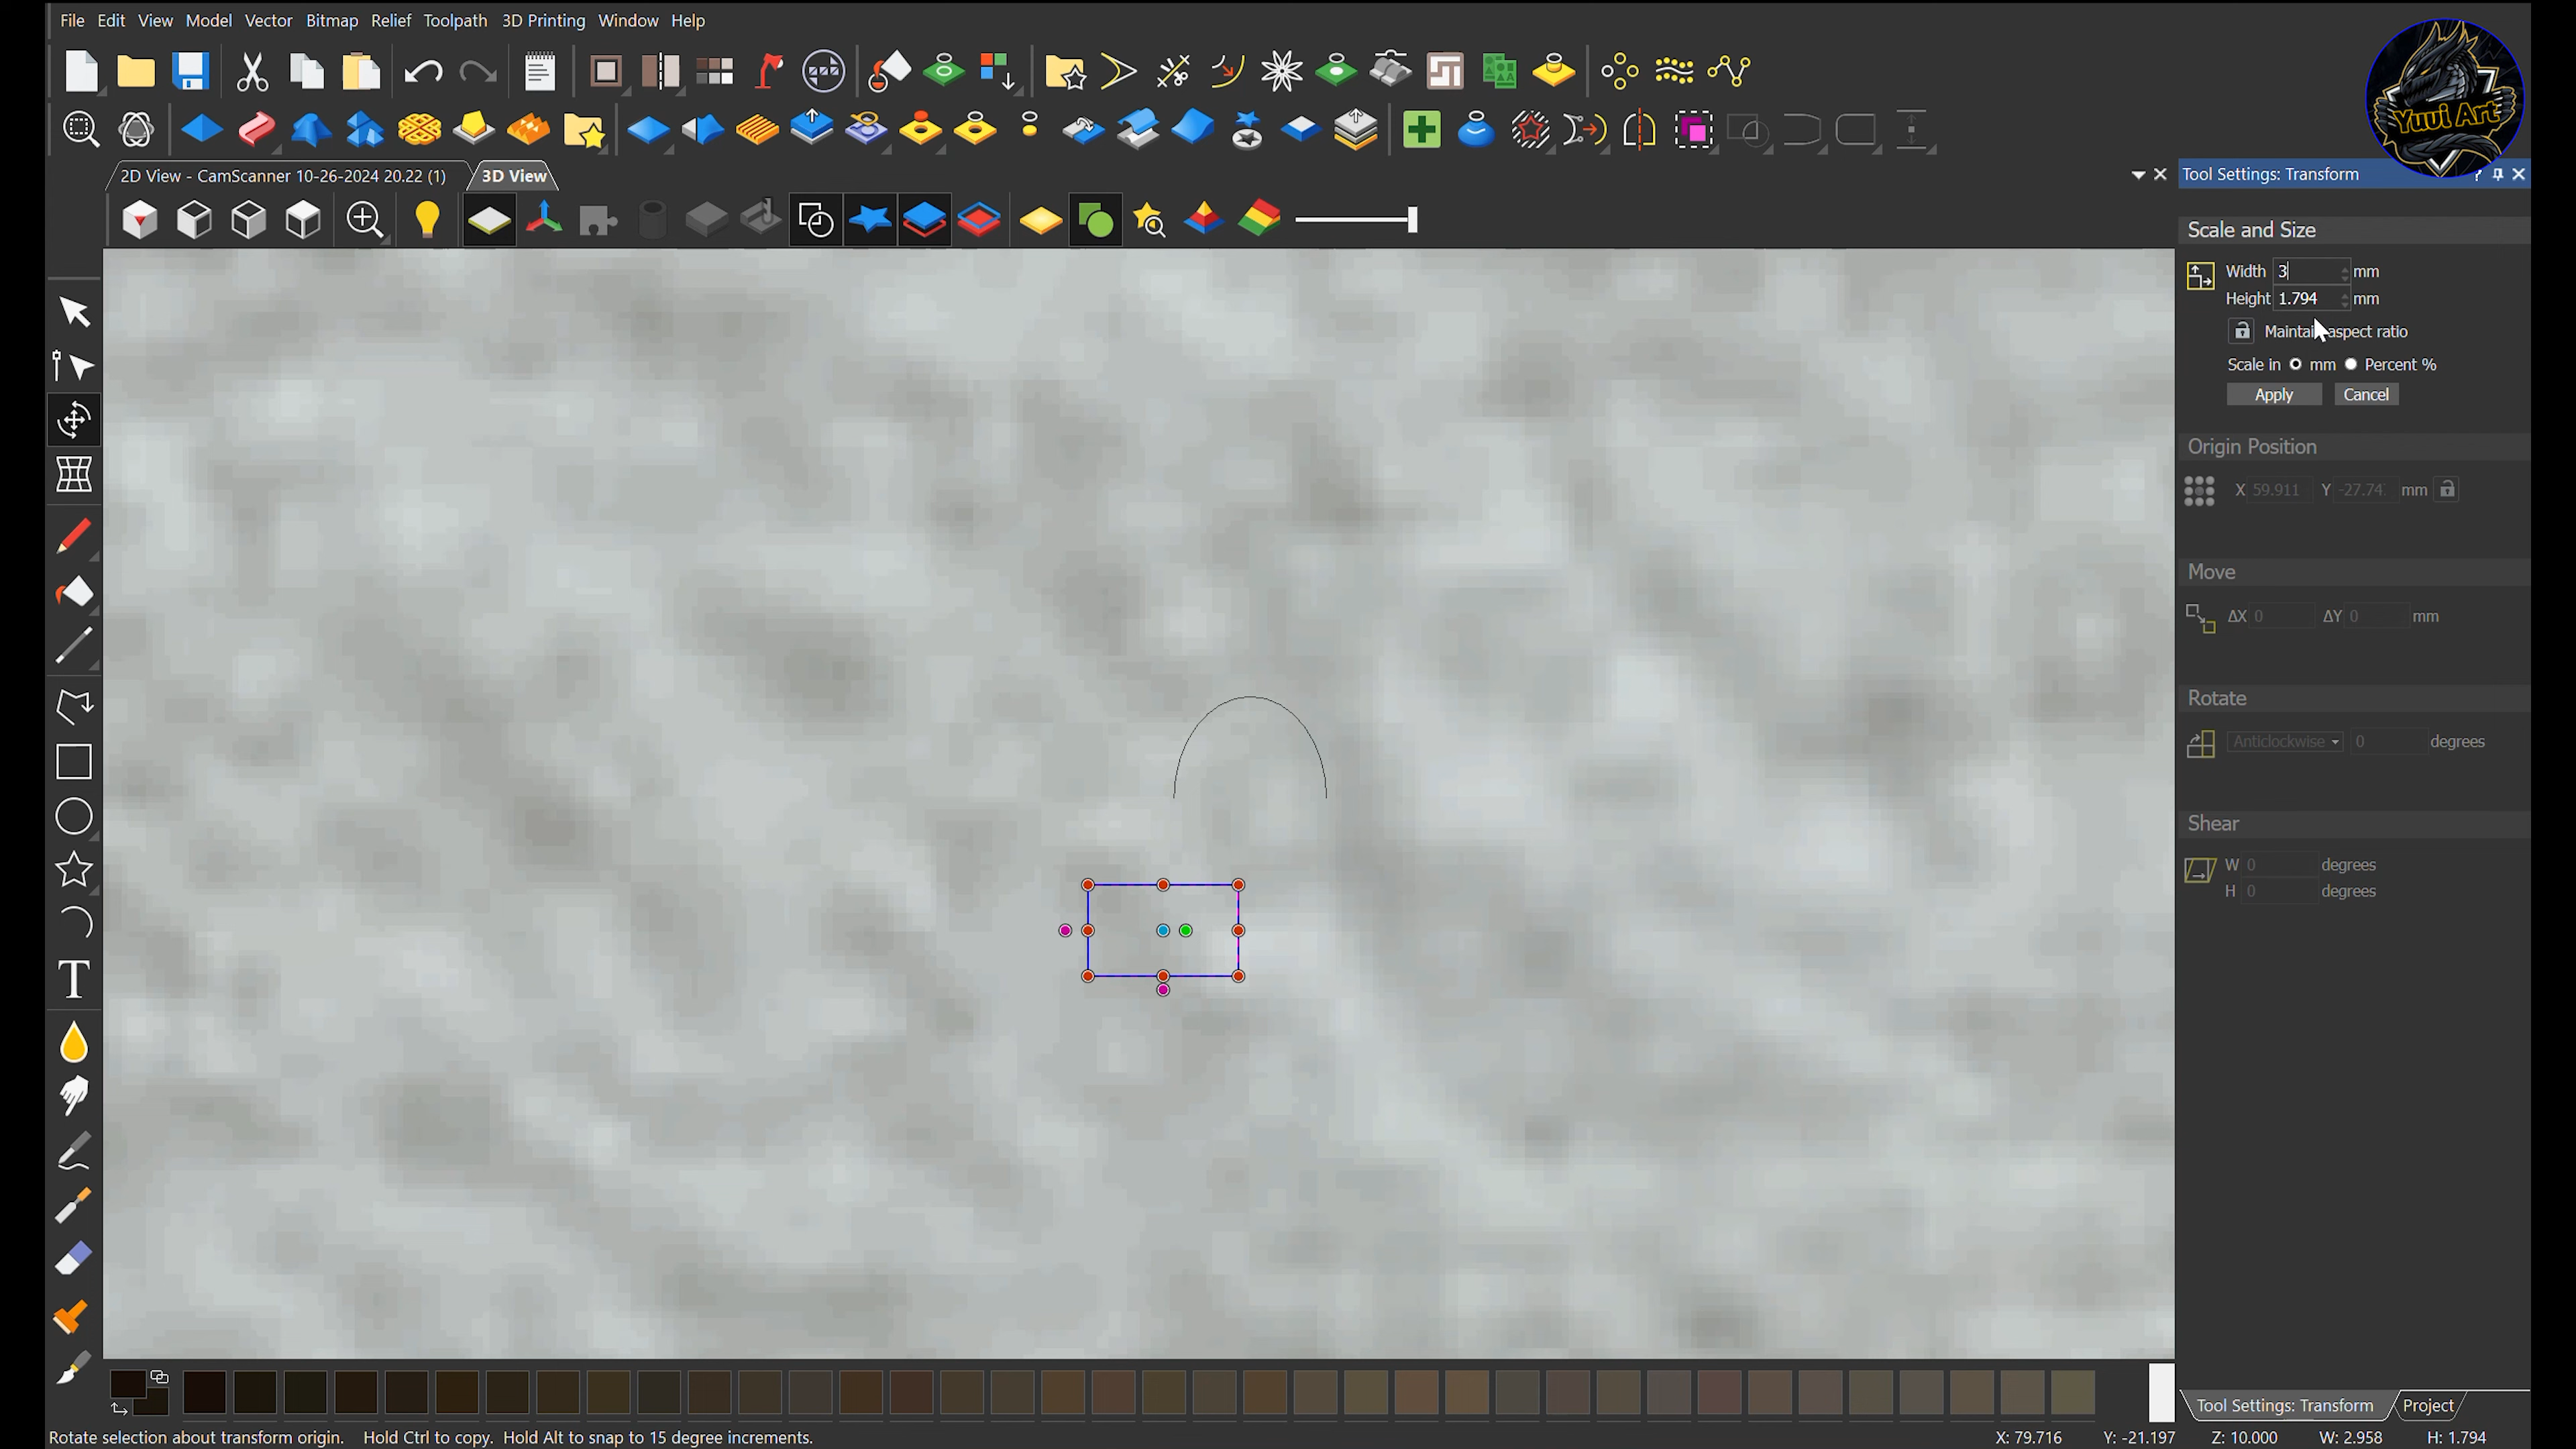 File Edit View Model Vector Bitmap Relief Toolpath 3D Printing Window Help
Yuvi Art
2D View - CamScanner 10-26-2024 20.22 (1)
3D View
Tool Settings: Transform
Scale and Size
Width 3 mm
Height 1.794 mm
Maintain aspect ratio
Scale in mm Percent %
Apply Cancel
Origin Position
X 59.911 Y -27.74 mm
Move
ΔX 0 ΔY 0 mm
Rotate
Anticlockwise 0 degrees
Shear
W 0 degrees
H 0 degrees
T
Tool Settings: Transform Project
Rotate selection about transform origin. Hold Ctrl to copy. Hold Alt to snap to 15 degree increments.
X: 79.716 Y: -21.197 Z: 10.000 W: 2.958 H: 1.794